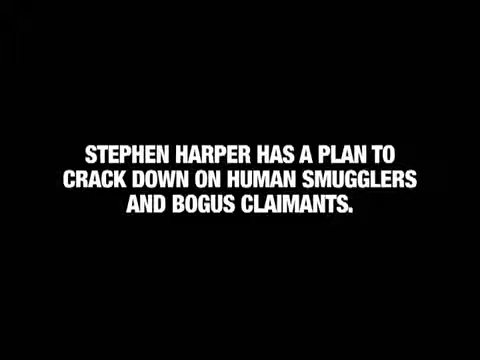 STEPHEN HARPER HAS A PLAN TO
CRACK DOWN ON HUMAN SMUGGLERS
AND BOGUS CLAIMANTS.